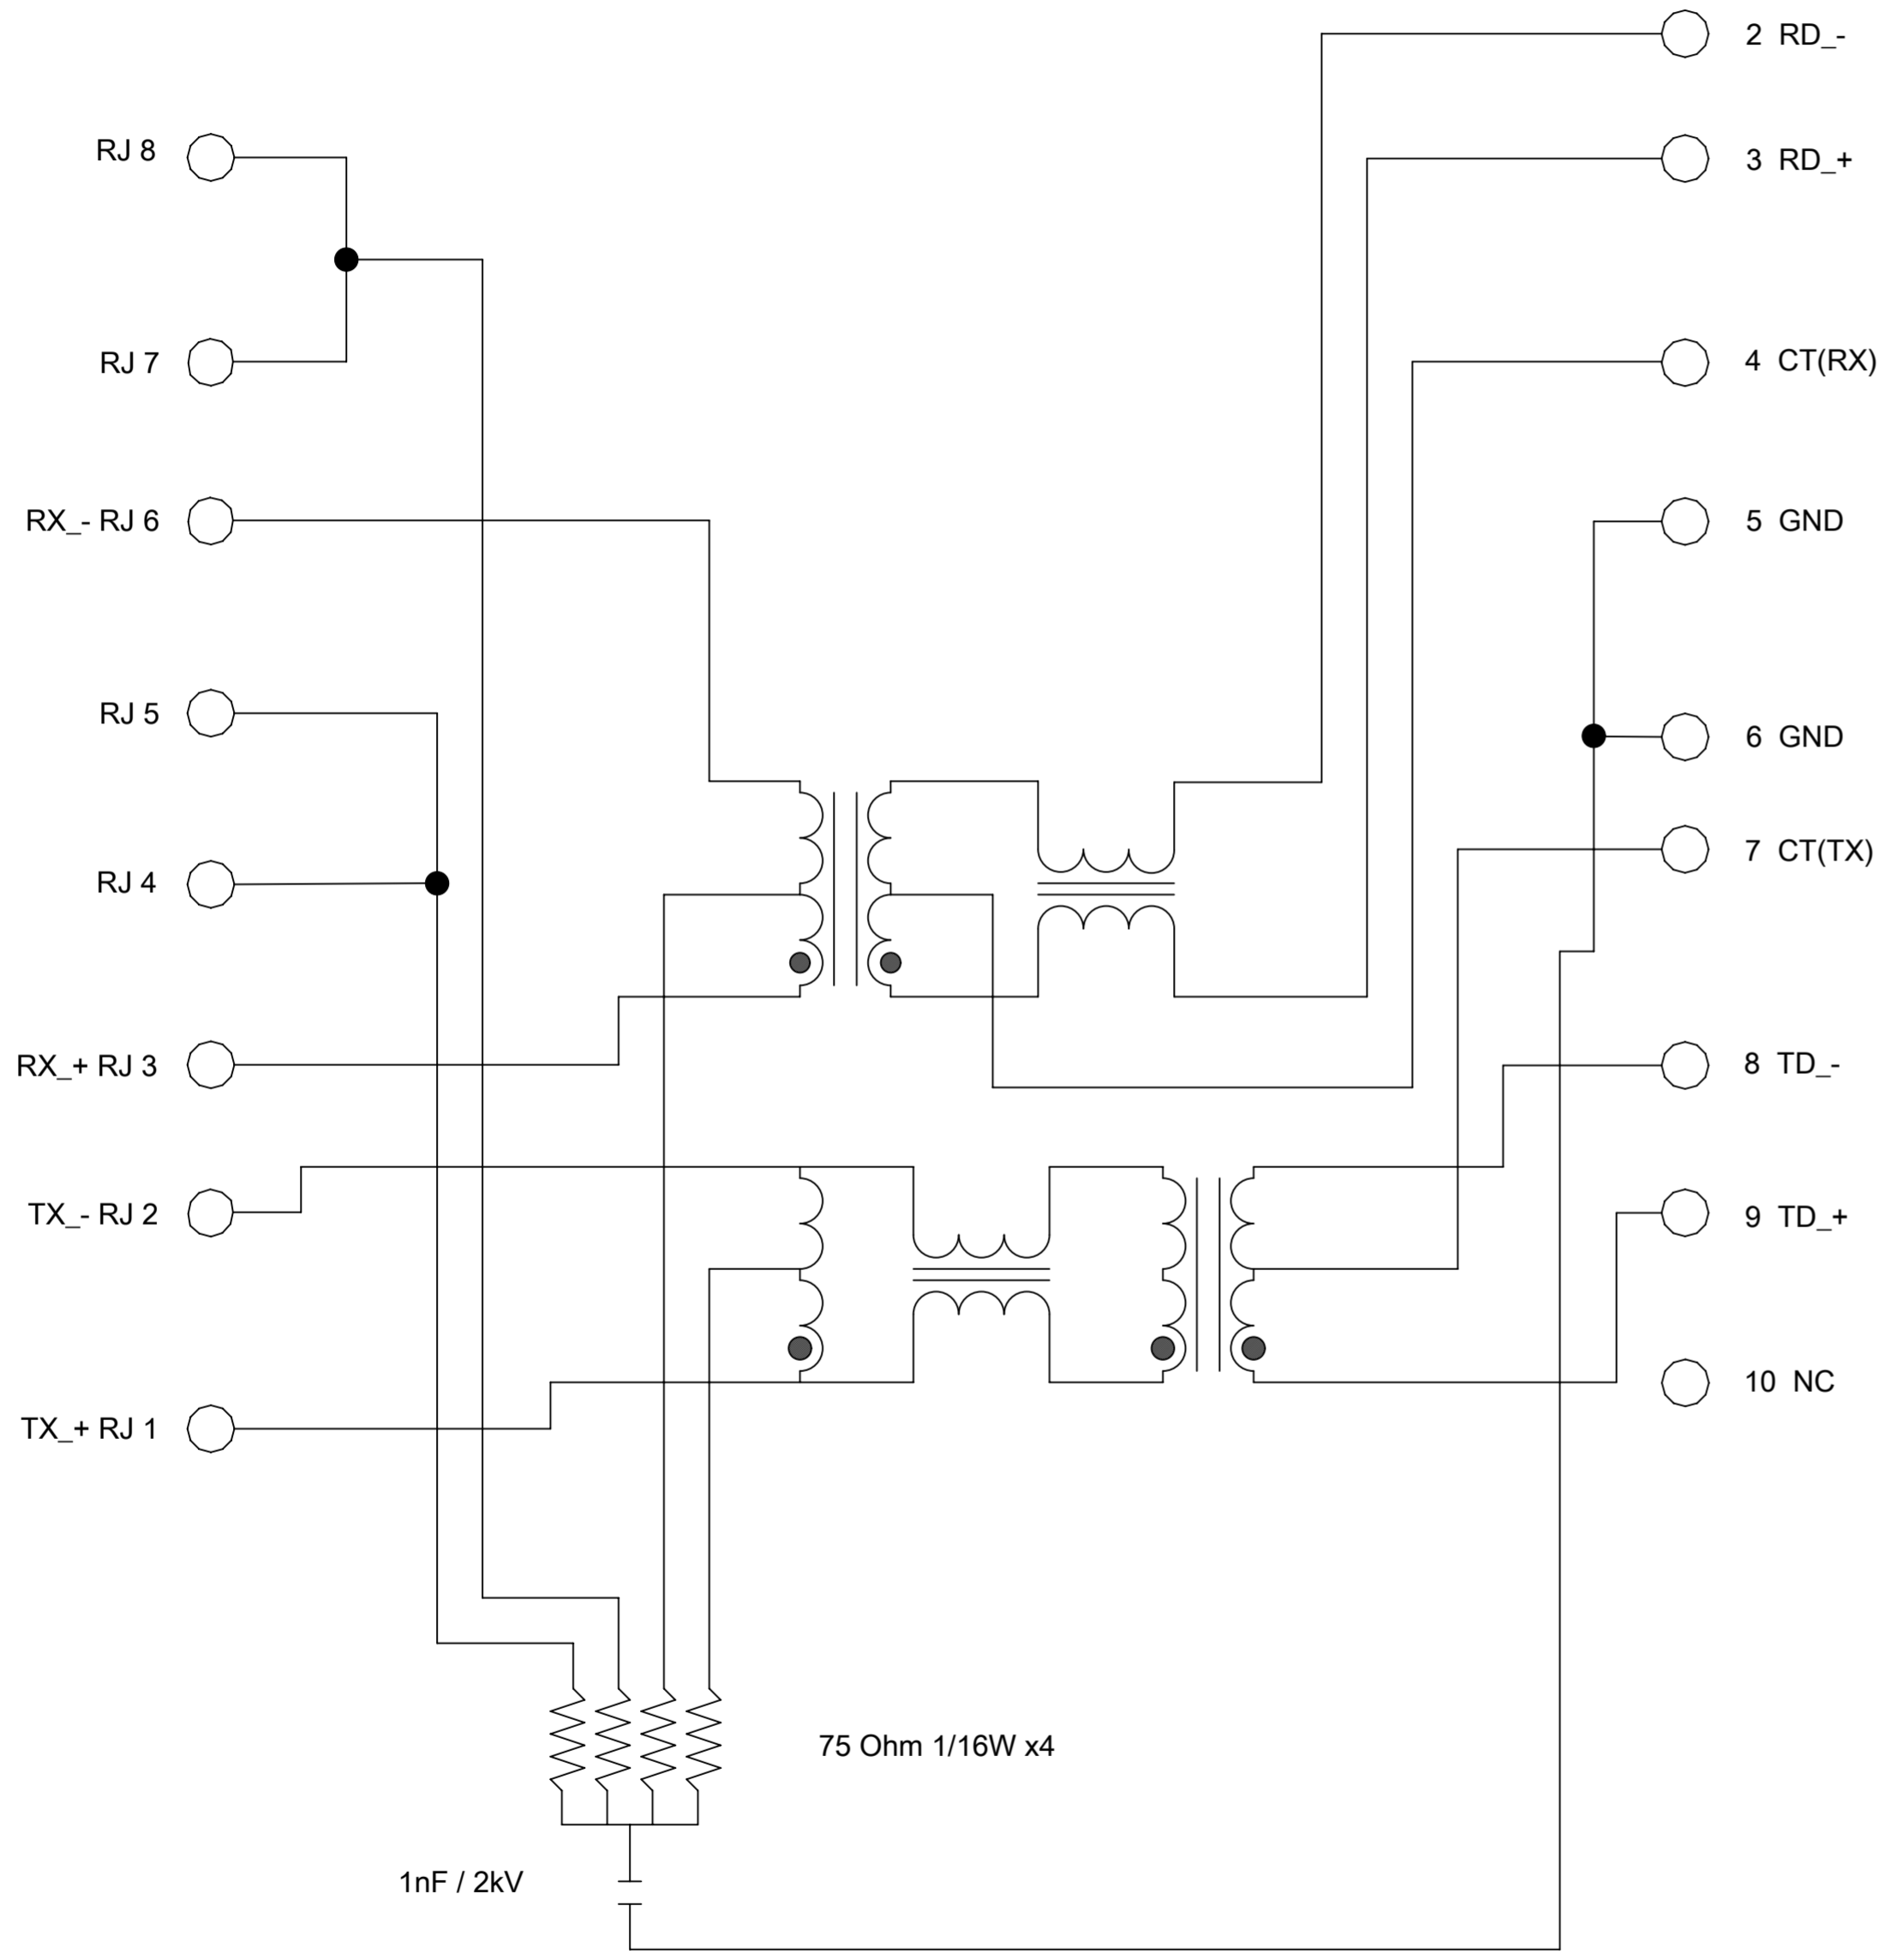 2 RD_-
RJ 8
3 RD_+
RJ 7
4 CT(RX)
RX_- RJ 6
5 GND
RJ 5
6 GND
7 CT(TX)
RJ 4
RX_+ RJ 3
8 TD_-
TX_- RJ 2
9 TD_+
10 NC
TX_+ RJ 1
75 Ohm 1/16W x4
1nF / 2kV